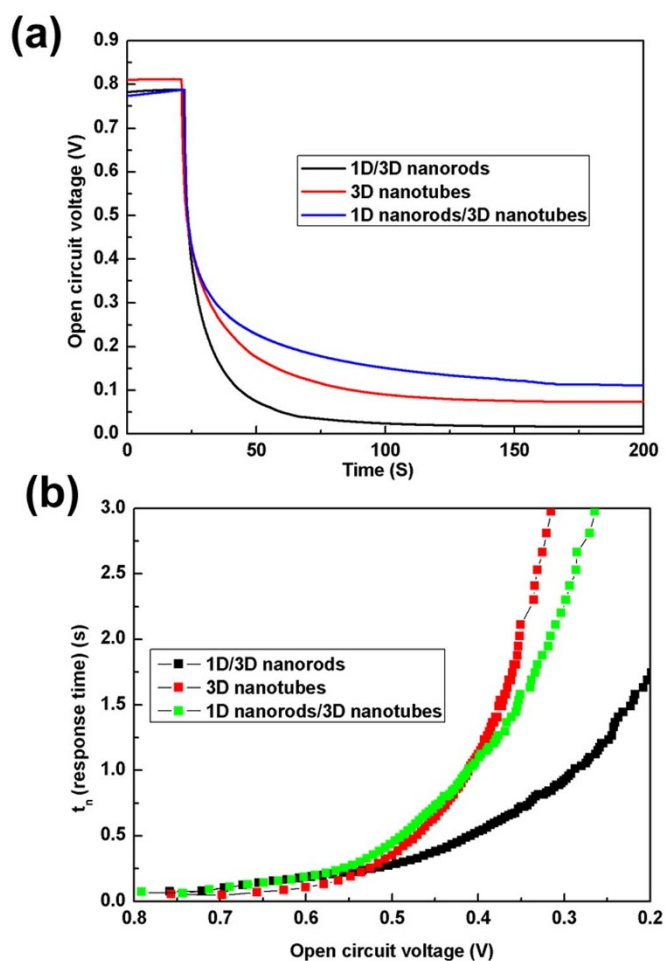 (a)
0.9
0.8
0.7
0.6
0.5
0.4
0.3
0.2
0.1
0.0
Open circuit voltage (V)
1D/3D nanorods
3D nanotubes
1D nanorods/3D nanotubes
0
50
100
150
200
Time (S)
(b)
3.0
2.5
2.0
1.5
1.0
0.5
0.0
tn (response time) (s)
1D/3D nanorods
3D nanotubes
1D nanorods/3D nanotubes
0.8
0.7
0.6
0.5
0.4
0.3
0.2
Open circuit voltage (V)